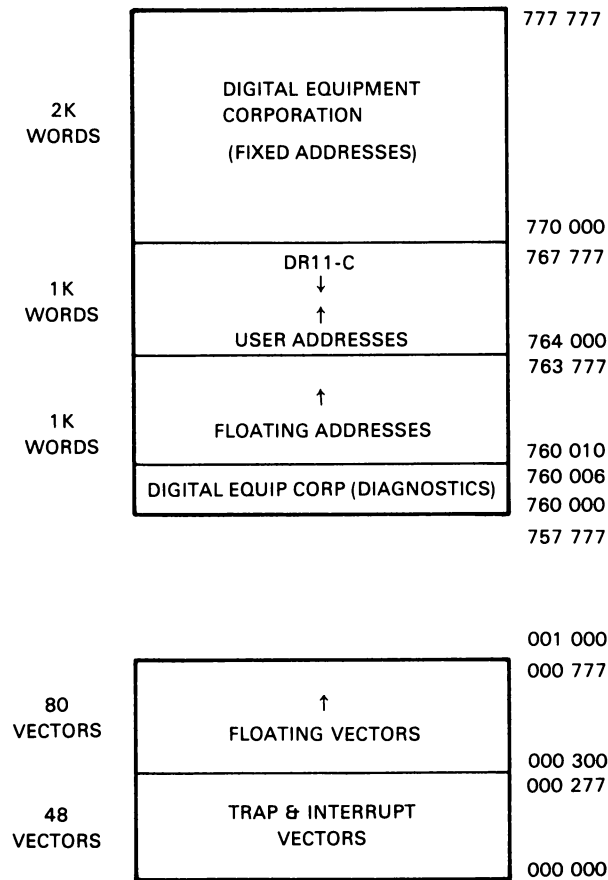 777 777
2K
WORDS
DIGITAL EQUIPMENT
CORPORATION
(FIXED ADDRESSES)
770 000
767 777
DR11-C
↓
1K
WORDS
↑
USER ADDRESSES
764 000
763 777
↑
1K
WORDS
FLOATING ADDRESSES
760 010
760 006
DIGITAL EQUIP CORP (DIAGNOSTICS)
760 000
757 777
001 000
000 777
80
VECTORS
↑
FLOATING VECTORS
000 300
000 277
48
VECTORS
TRAP & INTERRUPT
VECTORS
000 000